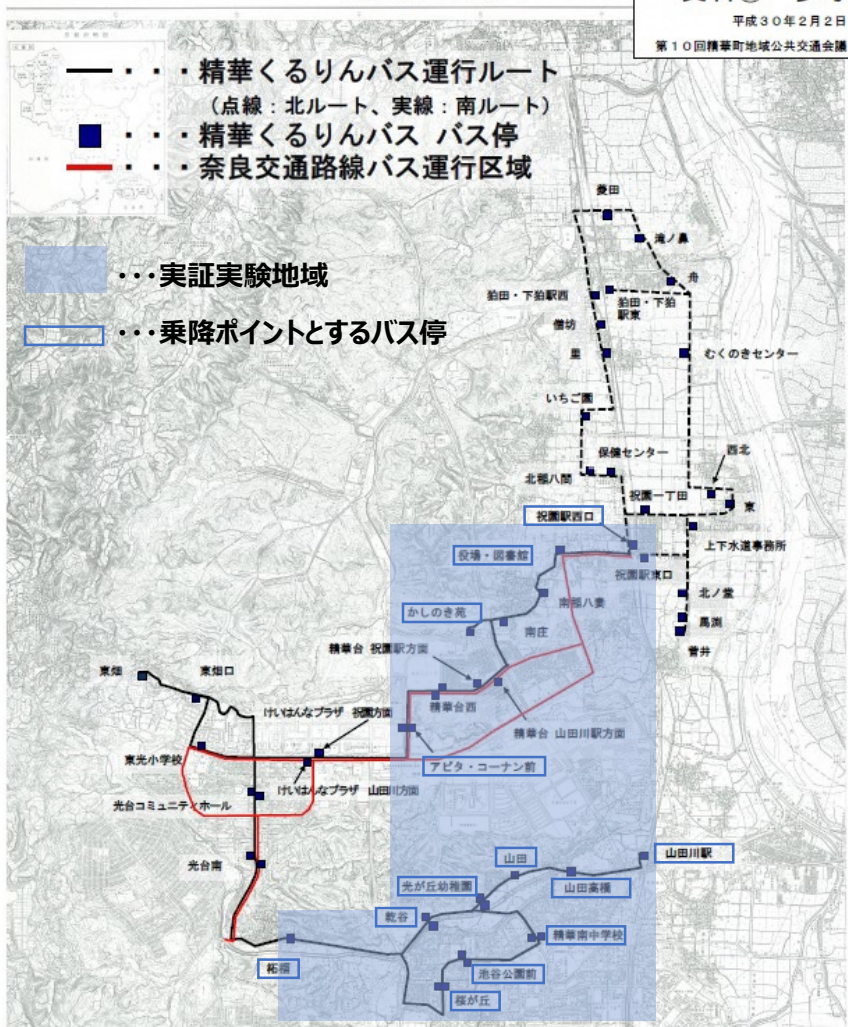 平成３０年２月２日
第１０回精華町地域公共交通会議
・・・精華くるりんバス運行ルート
（点線：北ルート、実線：南ルート）
・・・精華くるりんバス バス停
・・・奈良交通路線バス運行区域
・・・実証実験地域
・・・乗降ポイントとするバス停
菱田
滝ノ鼻
舟
狛田・下狛駅西
狛田・下狛
駅東
僧坊
里
むくのきセンター
いちご園
保健センター
西北
北稲八間
祝園一丁田
東
祝園駅西口
上下水道事務所
役場・図書館
祝園駅東口
北ノ堂
南稲八妻
かしのき苑
馬渕
南庄
菅井
精華台 祝園駅方面
東畑
東畑口
精華台西
けいはんなプラザ 祝園方面
精華台 山田川駅方面
東光小学校
アピタ・コーナン前
けいはんなプラザ 山田川方面
光台コミュニティホール
光台南
山田
山田川駅
光が丘幼稚園
山田高橋
乾谷
精華南中学校
柘榴
池谷公園前
桜が丘